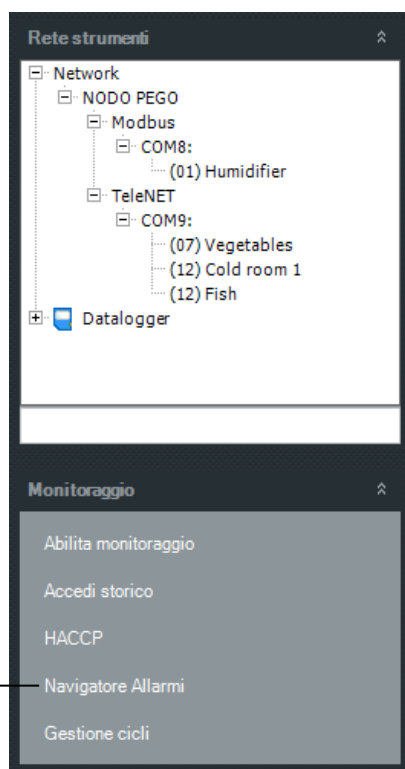 Rete strumenti
Network
NODO PEGO
Modbus
COM8:
(01) Humidifier
TeleNET
COM9:
(07) Vegetables
(12) Cold room 1
(12) Fish
Datalogger
Monitoraggio
Abilita monitoraggio
Accedi storico
HACCP
Navigatore Allarmi
Gestione cicli